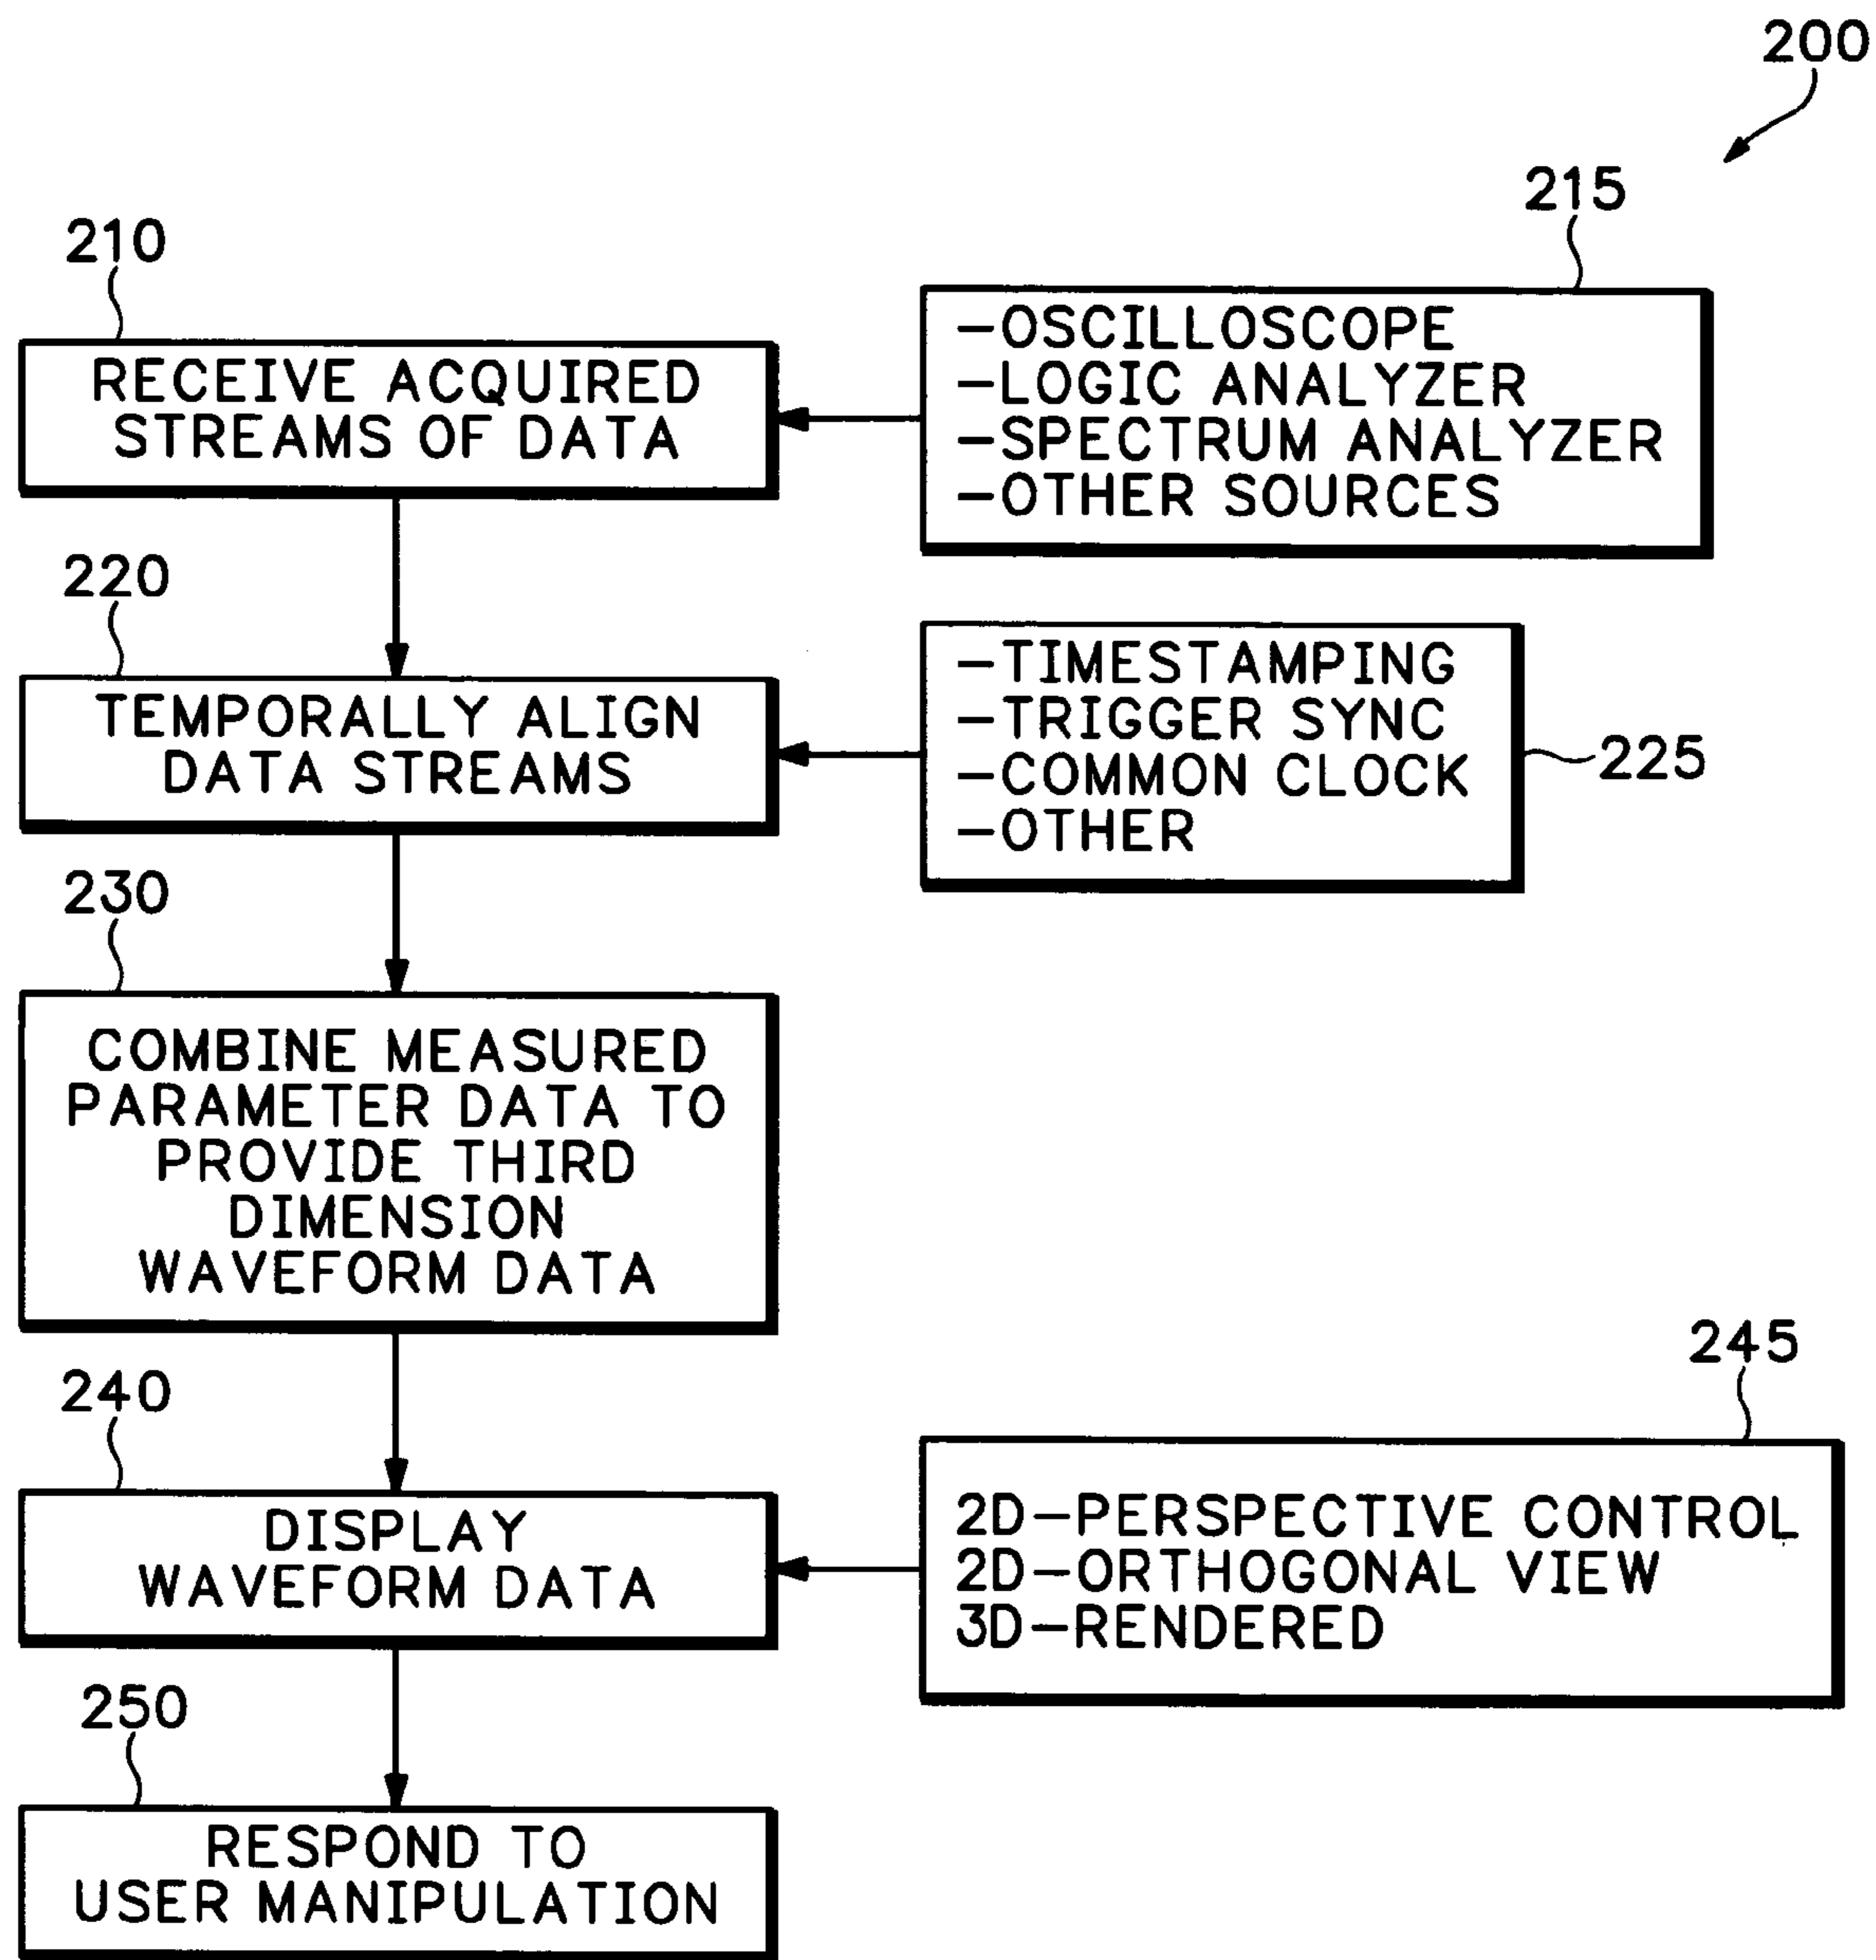 200
215
210
RECEIVE ACQUIRED
STREAMS OF DATA
-OSCILLOSCOPE
-LOGIC ANALYZER
-SPECTRUM ANALYZER
-OTHER SOURCES
220
TEMPORALLY ALIGN
DATA STREAMS
-TIMESTAMPING
-TRIGGER SYNC
-COMMON CLOCK
-OTHER
225
230
COMBINE MEASURED
PARAMETER DATA TO
PROVIDE THIRD
DIMENSION
WAVEFORM DATA
240
DISPLAY
WAVEFORM DATA
245
2D-PERSPECTIVE CONTROL
2D-ORTHOGONAL VIEW
3D-RENDERED
250
RESPOND TO
USER MANIPULATION